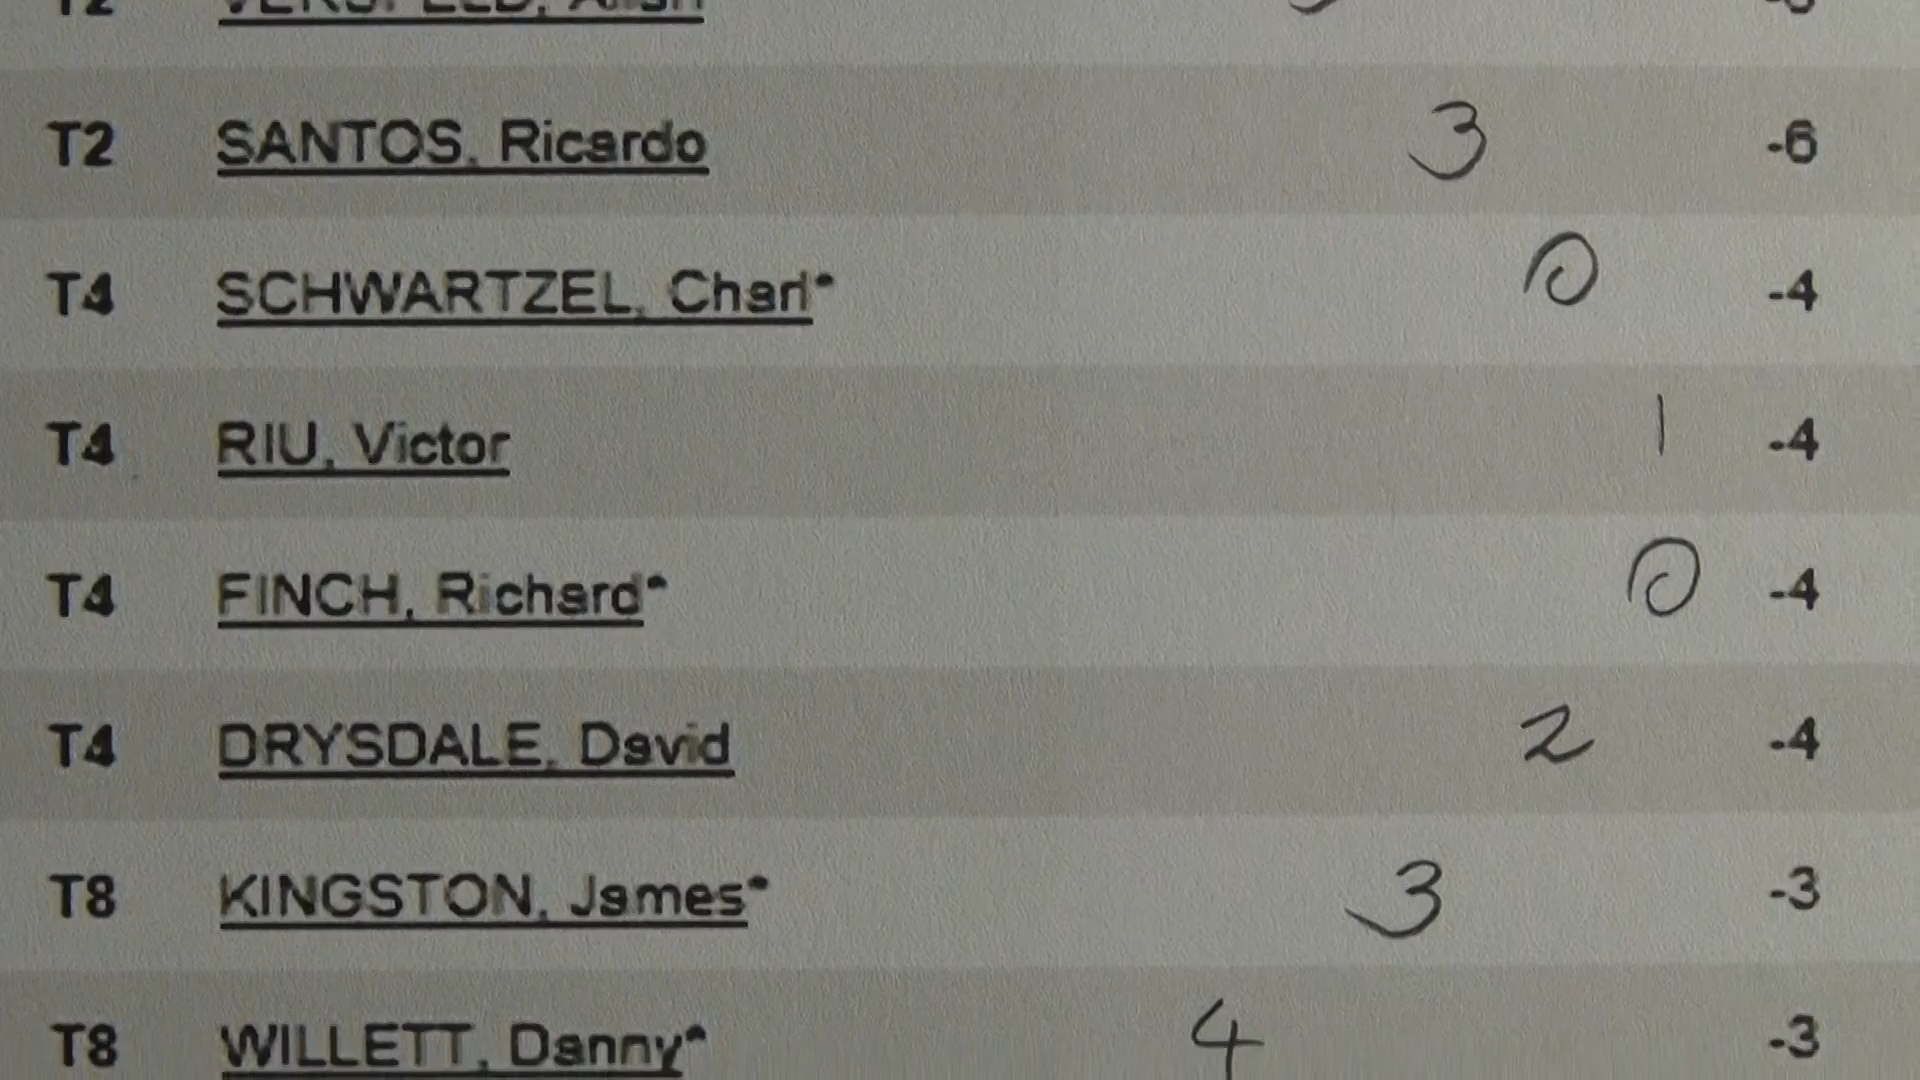 T2 SANTOS, Ricardo 3 -6
T4 SCHWARTZEL, Charl* 0 -4
T4 RIU, Victor 1 -4
T4 FINCH, Richard* 0 -4
T4 DRYSDALE, David 2 -4
T8 KINGSTON, James* 3 -3
T8 WILLETT, Danny* 4 -3